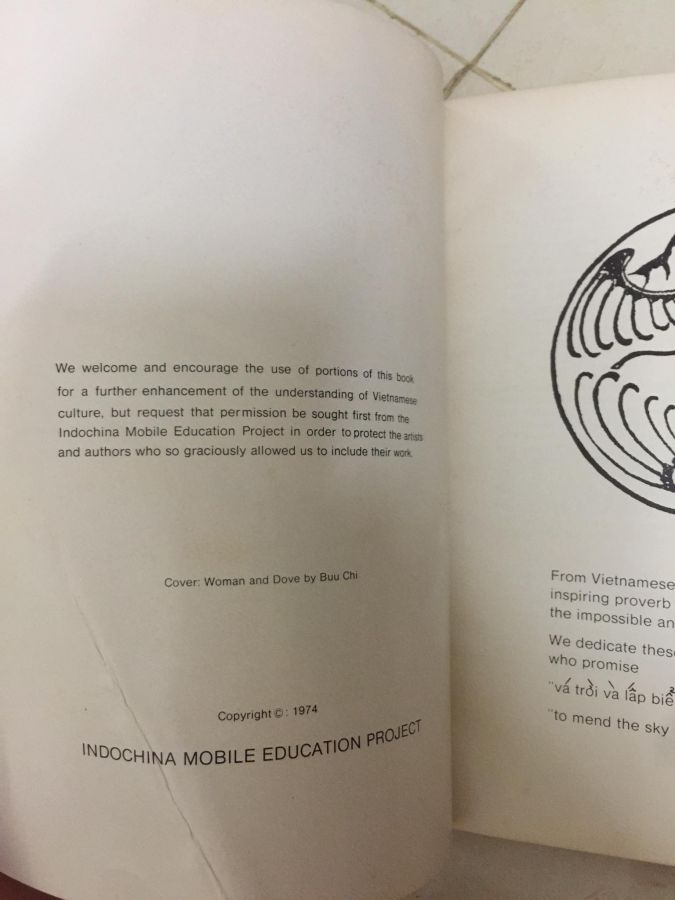 We welcome and encourage the use of portions of this book
for a further enhancement of the understanding of Vietnamese
culture, but request that permission be sought first from the
Indochina Mobile Education Project in order to protect the artists
and authors who so graciously allowed us to include their work.
Cover: Woman and Dove by Buu Chi
Copyright ©: 1974
INDOCHINA MOBILE EDUCATION PROJECT
From Vietnamese
inspiring proverb
the impossible an
We dedicate these
who promise
"vá trời và lấp biể
"to mend the sky